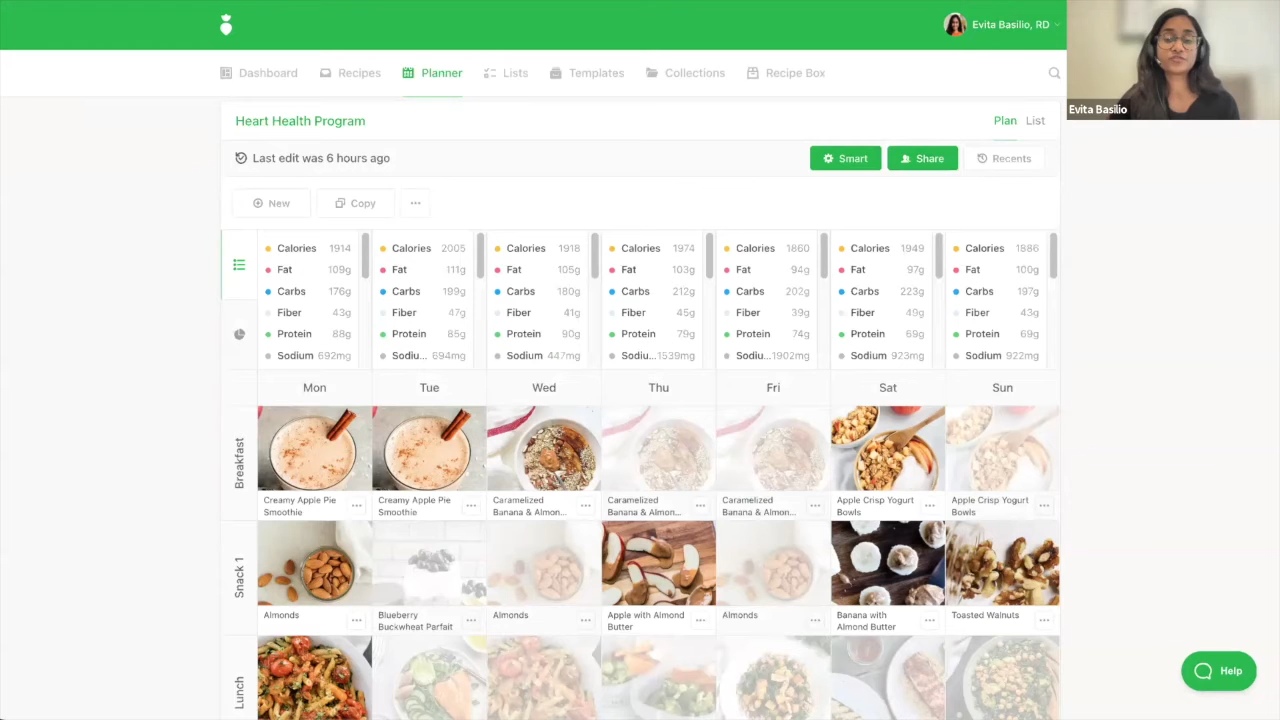 Evita Basilio, RD
Dashboard Recipes Planner Lists Templates Collections Recipe Box
Evita Basilio
Heart Health Program
Plan List
Last edit was 6 hours ago
Smart Share Recents
New Copy
Calories 1914 Calories 2005 Calories 1918 Calories 1974 Calories 1860 Calories 1949 Calories 1886
Fat 109g Fat 111g Fat 105g Fat 103g Fat 94g Fat 97g Fat 100g
Carbs 176g Carbs 199g Carbs 180g Carbs 212g Carbs 202g Carbs 223g Carbs 197g
Fiber 43g Fiber 47g Fiber 41g Fiber 45g Fiber 39g Fiber 49g Fiber 43g
Protein 88g Protein 85g Protein 90g Protein 79g Protein 74g Protein 69g Protein 69g
Sodium 692mg Sodiu... 694mg Sodium 447mg Sodiu... 1539mg Sodiu... 1902mg Sodium 923mg Sodium 922mg
Mon Tue Wed Thu Fri Sat Sun
Breakfast
Creamy Apple Pie Creamy Apple Pie Caramelized Caramelized Caramelized Apple Crisp Yogurt Apple Crisp Yogurt
Smoothie Smoothie Banana & Almon... Banana & Almon... Banana & Almon... Bowls Bowls
Snack 1
Almonds Blueberry Almonds Apple with Almond Almonds Banana with Toasted Walnuts
Buckwheat Parfait Butter Almond Butter
Lunch
Help